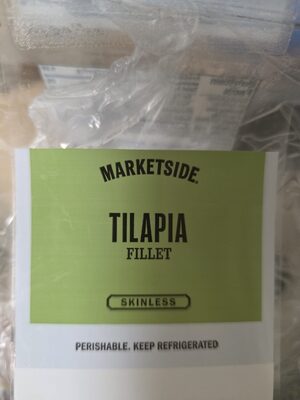 MARKETSIDE.
TILAPIA
FILLET
SKINLESS
PERISHABLE. KEEP REFRIGERATED